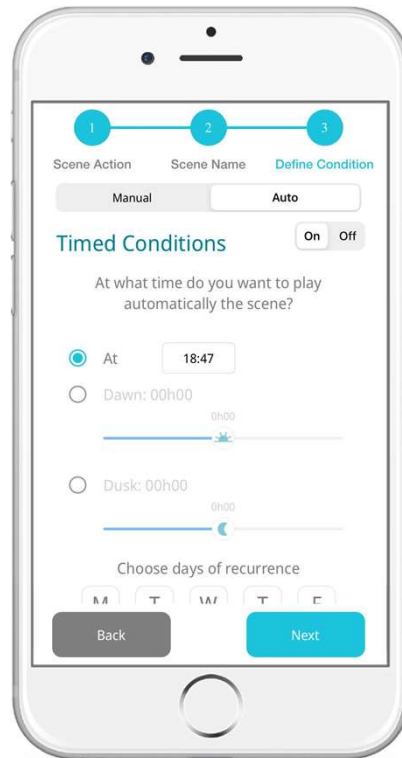 1 2 3
Scene Action Scene Name Define Condition
Manual Auto
Timed Conditions On Off
At what time do you want to play
automatically the scene?
At 18:47
Dawn: 00h00
0h00
Dusk: 00h00
0h00
Choose days of recurrence
M T W T F
Back Next